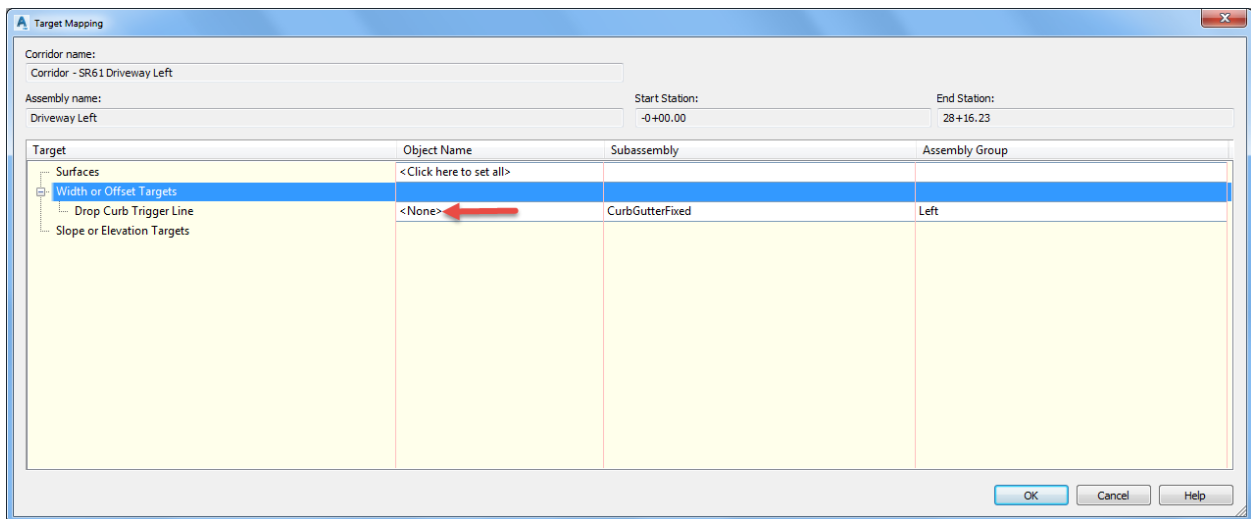 Target Mapping
Corridor name:
Corridor - SR61 Driveway Left
Assembly name: Start Station: End Station:
Driveway Left -0+00.00 28+16.23
Target Object Name Subassembly Assembly Group
Surfaces <Click here to set all>
Width or Offset Targets
Drop Curb Trigger Line <None> CurbGutterFixed Left
Slope or Elevation Targets
OK Cancel Help